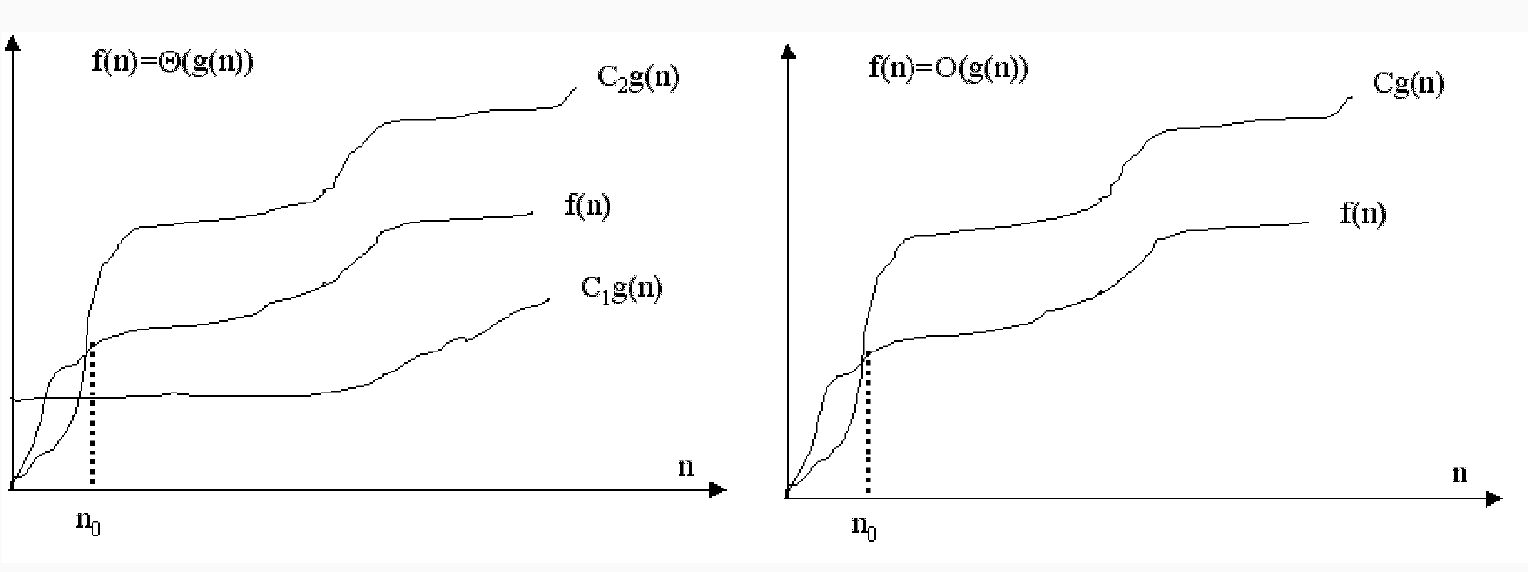 f(n)=Θ(g(n))
C₂g(n)
f(n)
C₁g(n)
n
n₀
f(n)=O(g(n))
Cg(n)
f(n)
n
n₀